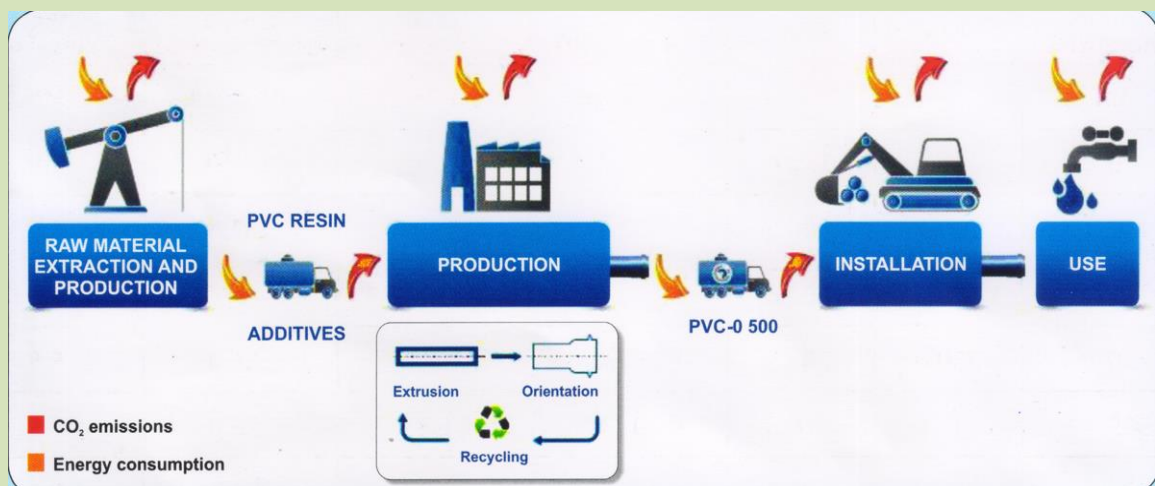 PVC RESIN
RAW MATERIAL
EXTRACTION AND
PRODUCTION
PRODUCTION
INSTALLATION
USE
ADDITIVES
PVC-0 500
Extrusion
Orientation
Recycling
CO₂ emissions
Energy consumption